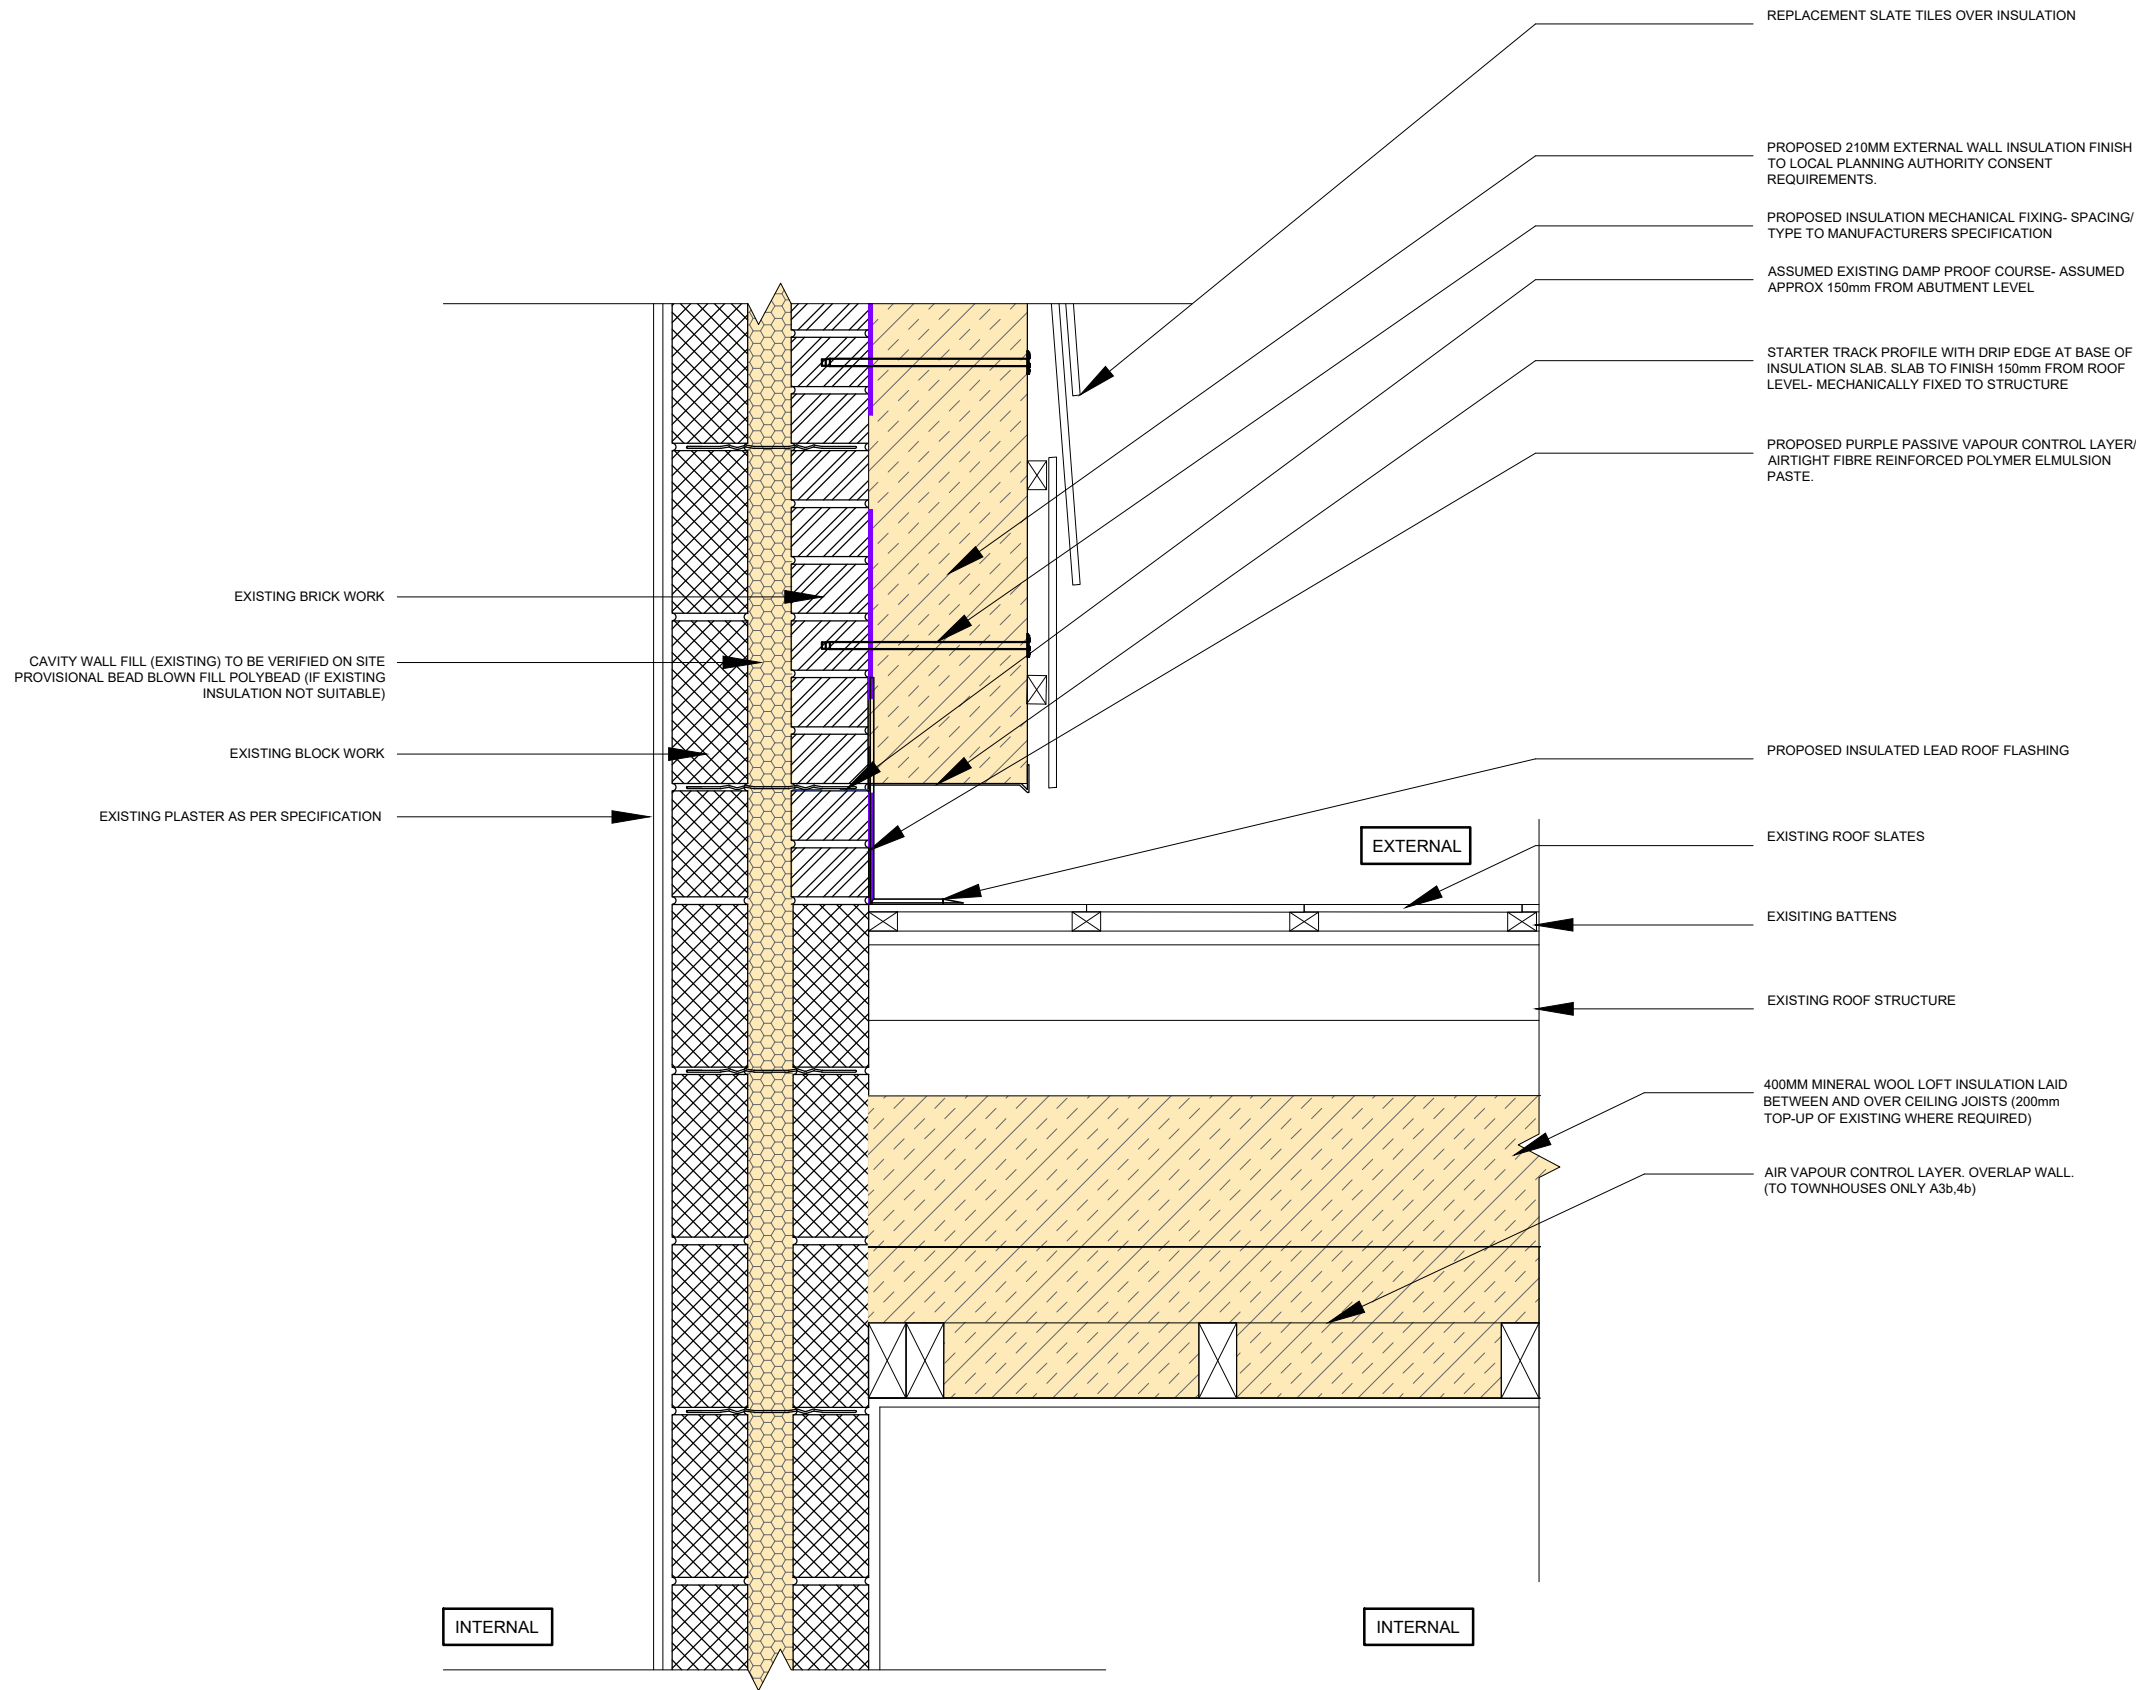 REPLACEMENT SLATE TILES OVER INSULATION
PROPOSED 210MM EXTERNAL WALL INSULATION FINISH
TO LOCAL PLANNING AUTHORITY CONSENT
REQUIREMENTS.
PROPOSED INSULATION MECHANICAL FIXING- SPACING/
TYPE TO MANUFACTURERS SPECIFICATION
ASSUMED EXISTING DAMP PROOF COURSE- ASSUMED
APPROX 150mm FROM ABUTMENT LEVEL
STARTER TRACK PROFILE WITH DRIP EDGE AT BASE OF
INSULATION SLAB. SLAB TO FINISH 150mm FROM ROOF
LEVEL- MECHANICALLY FIXED TO STRUCTURE
PROPOSED PURPLE PASSIVE VAPOUR CONTROL LAYER/
AIRTIGHT FIBRE REINFORCED POLYMER ELMULSION
PASTE.
EXISTING BRICK WORK
CAVITY WALL FILL (EXISTING) TO BE VERIFIED ON SITE
PROVISIONAL BEAD BLOWN FILL POLYBEAD (IF EXISTING
INSULATION NOT SUITABLE)
EXISTING BLOCK WORK
EXISTING PLASTER AS PER SPECIFICATION
PROPOSED INSULATED LEAD ROOF FLASHING
EXTERNAL
EXISTING ROOF SLATES
EXISITING BATTENS
EXISTING ROOF STRUCTURE
400MM MINERAL WOOL LOFT INSULATION LAID
BETWEEN AND OVER CEILING JOISTS (200mm
TOP-UP OF EXISTING WHERE REQUIRED)
AIR VAPOUR CONTROL LAYER. OVERLAP WALL.
(TO TOWNHOUSES ONLY A3b,4b)
INTERNAL
INTERNAL